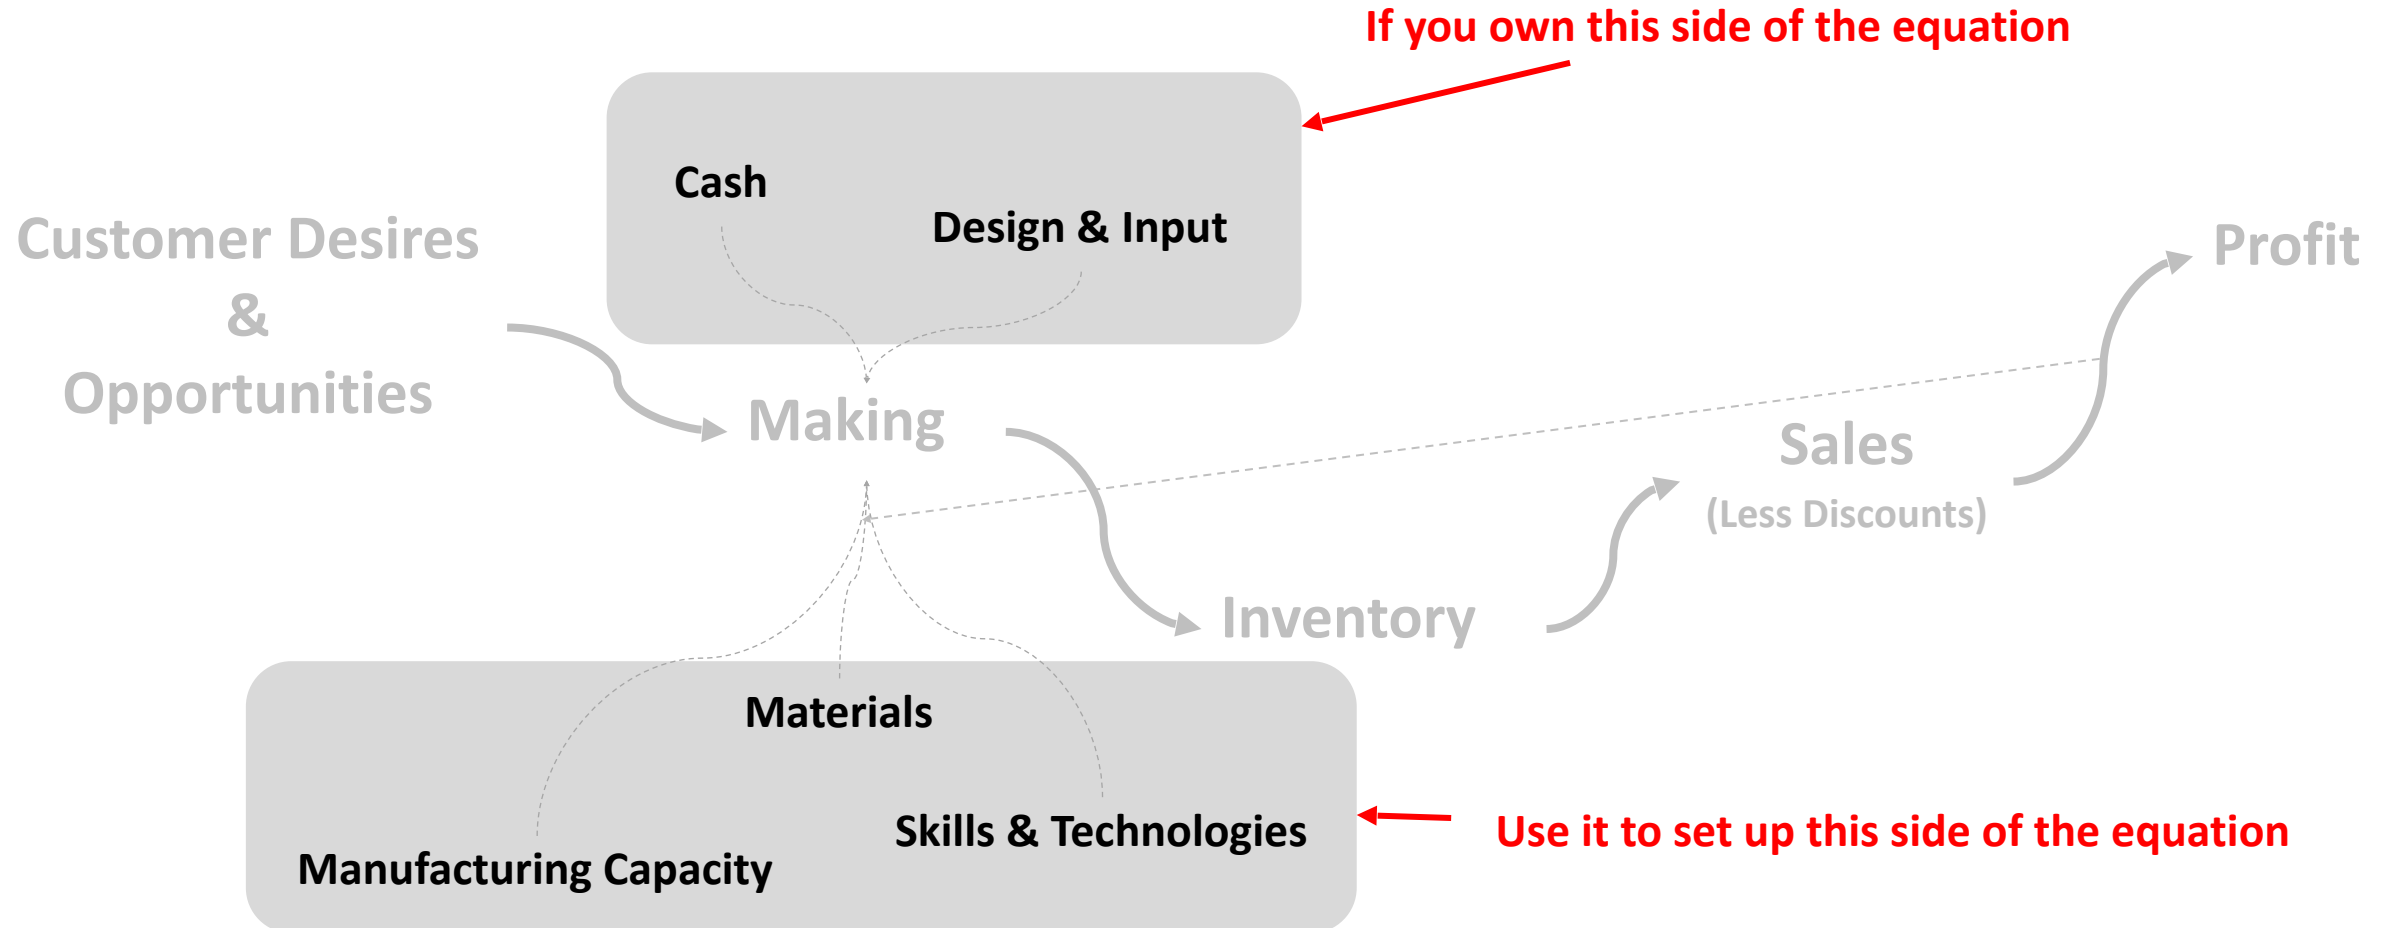 If you own this side of the equation
Cash
Design & Input
Customer Desires
&
Opportunities
Profit
Making
Sales
(Less Discounts)
Inventory
Materials
Skills & Technologies
Use it to set up this side of the equation
Manufacturing Capacity